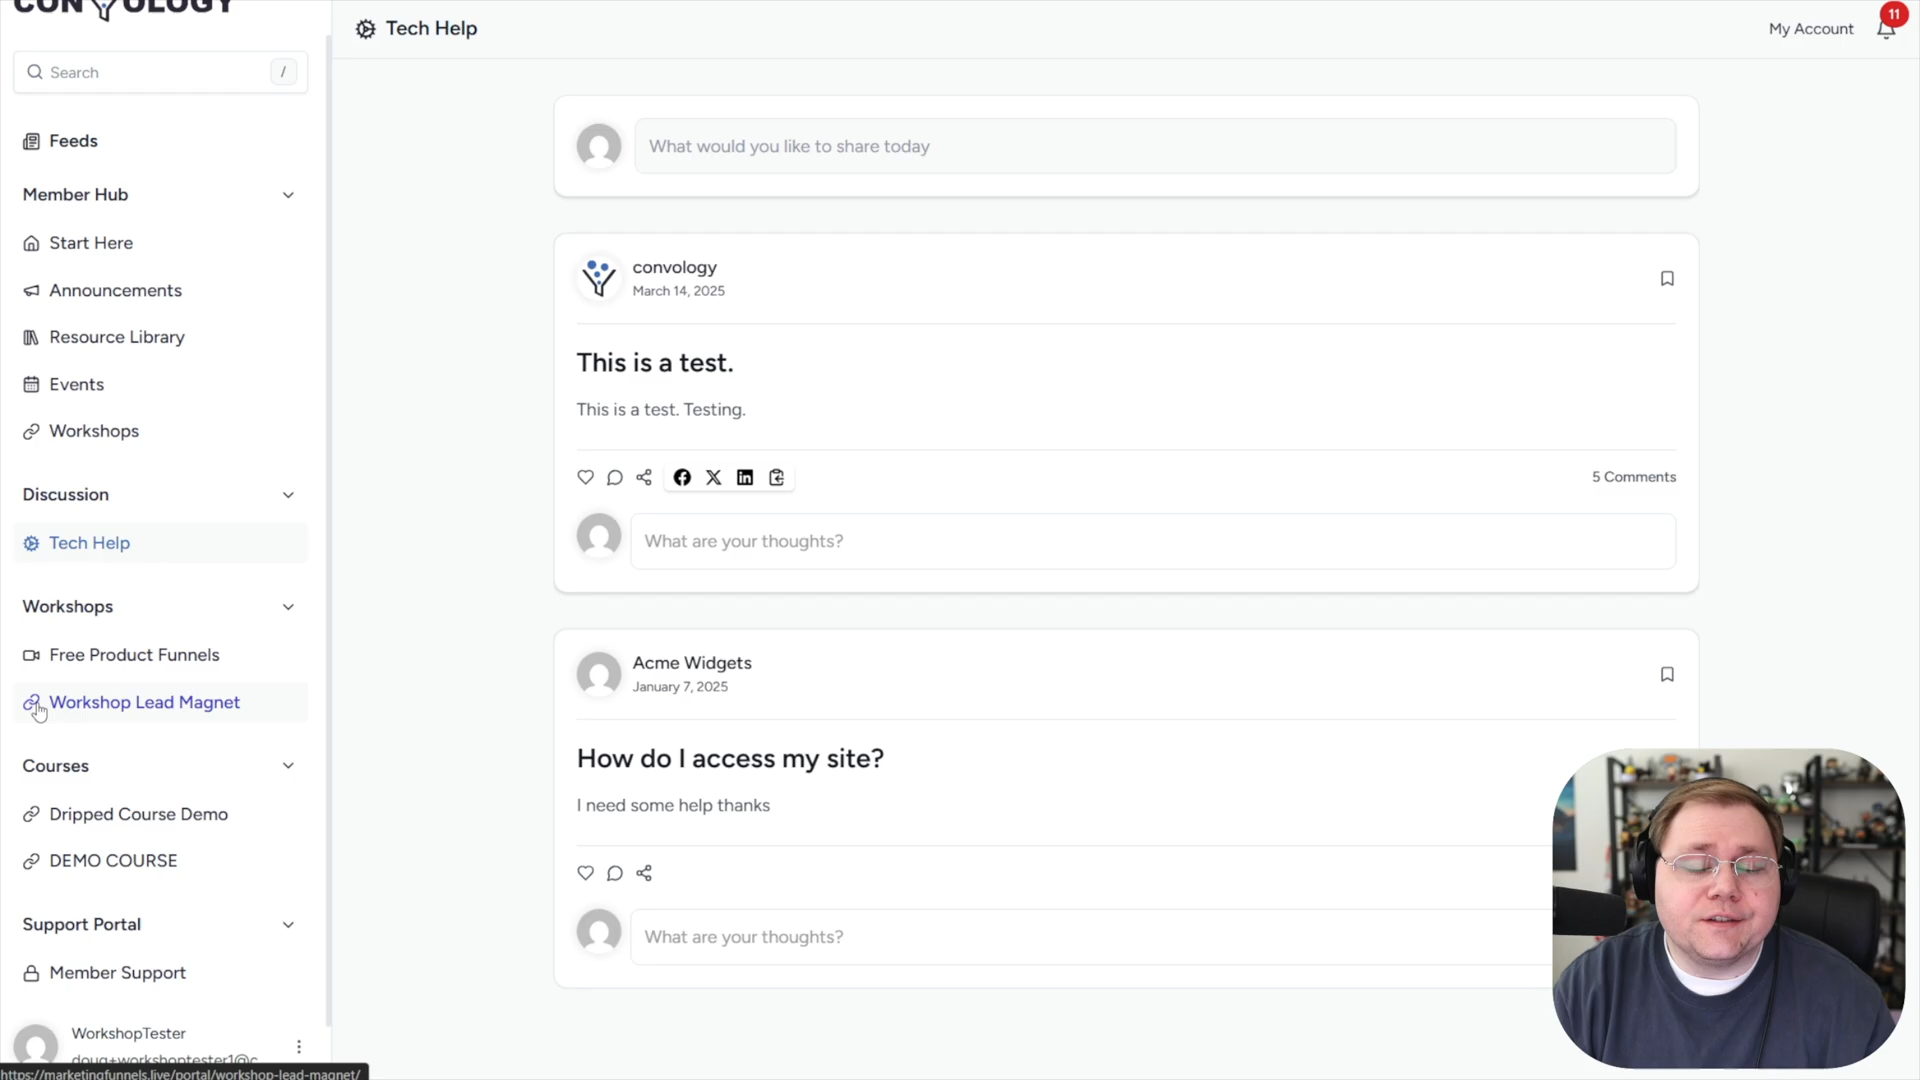 CONVOLOGY
Search /
Feeds
Member Hub
Start Here
Announcements
Resource Library
Events
Workshops
Discussion
Tech Help
Workshops
Free Product Funnels
Workshop Lead Magnet
Courses
Dripped Course Demo
DEMO COURSE
Support Portal
Member Support
WorkshopTester
doug+workshoptester1@c
https://marketingfunnels.live/portal/workshop-lead-magnet/
Tech Help
My Account
11
What would you like to share today
convology
March 14, 2025
This is a test.
This is a test. Testing.
5 Comments
What are your thoughts?
Acme Widgets
January 7, 2025
How do I access my site?
I need some help thanks
What are your thoughts?